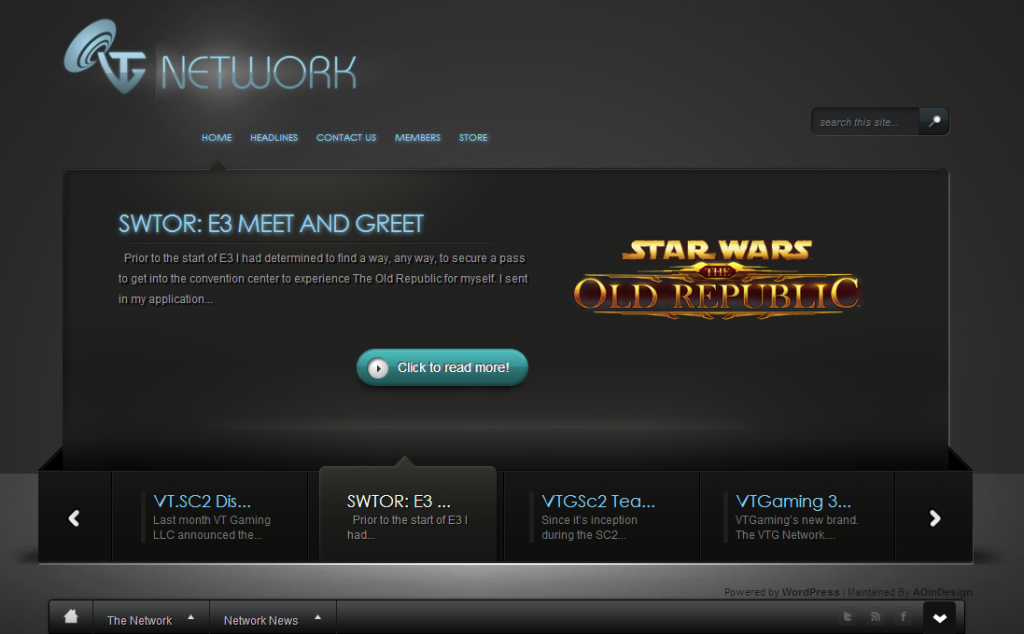 VTG NETWORK
search this site...
HOME HEADLINES CONTACT US MEMBERS STORE
SWTOR: E3 MEET AND GREET
Prior to the start of E3 I had determined to find a way, any way, to secure a pass
to get into the convention center to experience The Old Republic for myself. I sent
in my application...
STAR WARS
THE
OLD REPUBLIC
Click to read more!
VT.SC2 Dis...
Last month VT Gaming
LLC announced the...
SWTOR: E3 ...
Prior to the start of E3 I
had...
VTGSc2 Tea...
Since it's inception
during the SC2...
VTGaming 3...
VTGaming's new brand.
The VTG Network....
Powered by WordPress | Maintained By AOinDesign
The Network
Network News